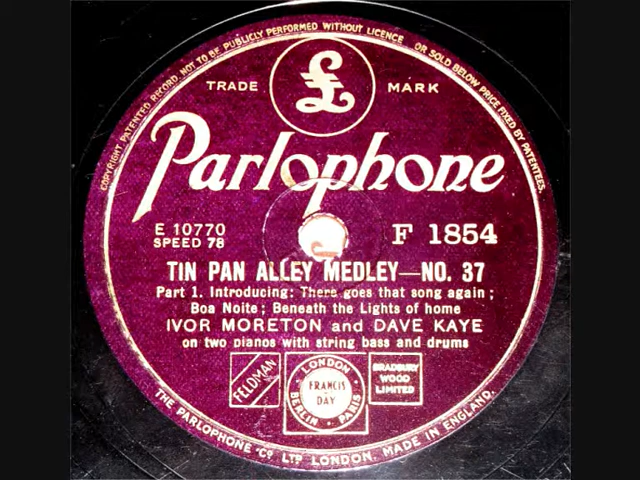 COPYRIGHT PATENTED RECORD, NOT TO BE PUBLICLY PERFORMED WITHOUT LICENCE OR SOLD BELOW PRICE FIXED BY PATENTEES.
TRADE £ MARK
Parlophone
E 10770
SPEED 78
F 1854
TIN PAN ALLEY MEDLEY—NO. 37
Part 1. Introducing: There goes that song again;
Boa Noite; Beneath the Lights of home
IVOR MORETON and DAVE KAYE
on two pianos with string bass and drums
FELDMAN
LONDON
FRANCIS
DAY
BERLIN PARIS
BRADBURY
WOOD
LIMITED
THE PARLOPHONE Co LTD LONDON. MADE IN ENGLAND.